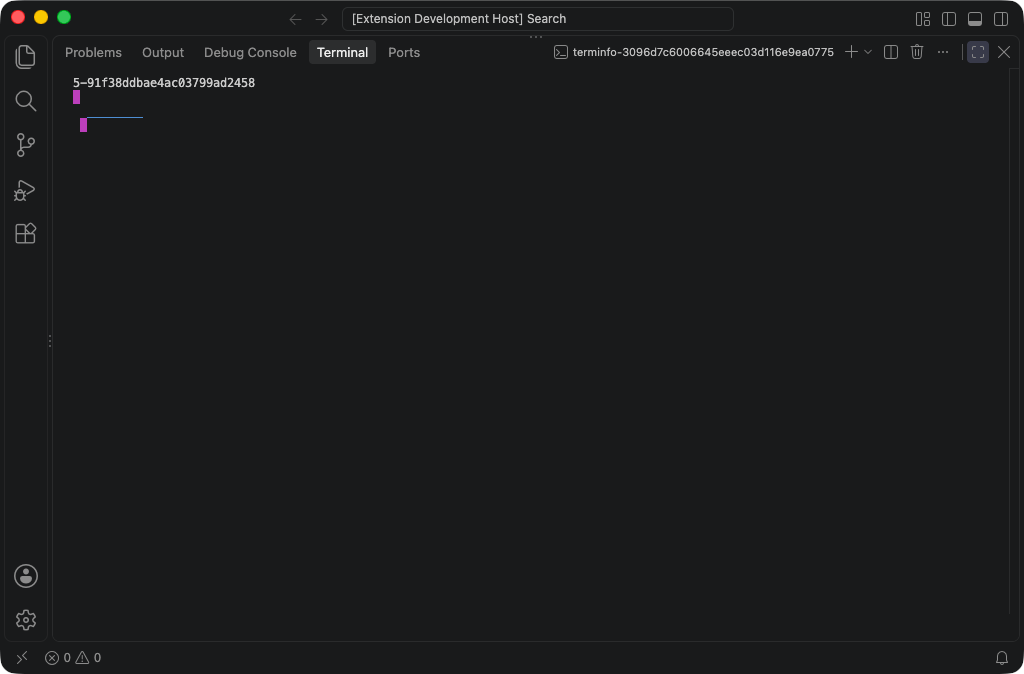 [Extension Development Host] Search
Problems Output Debug Console Terminal Ports
terminfo-3096d7c6006645eeec03d116e9ea0775
5-91f38ddbae4ac03799ad2458
0 0